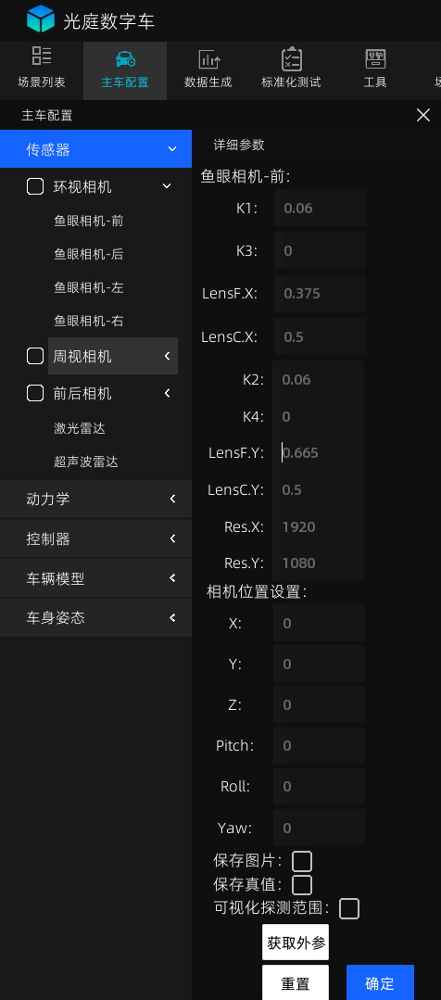 光庭数字车
场景列表
主车配置
数据生成
标准化测试
工具
主车配置
传感器
环视相机
鱼眼相机-前
鱼眼相机-后
鱼眼相机-左
鱼眼相机-右
周视相机
前后相机
激光雷达
超声波雷达
动力学
控制器
车辆模型
车身姿态
详细参数
鱼眼相机-前：
K1： 0.06
K3： 0
LensF.X： 0.375
LensC.X： 0.5
K2： 0.06
K4： 0
LensF.Y： 0.665
LensC.Y： 0.5
Res.X： 1920
Res.Y： 1080
相机位置设置：
X： 0
Y： 0
Z： 0
Pitch： 0
Roll： 0
Yaw： 0
保存图片：
保存真值：
可视化探测范围：
获取外参
重置
确定